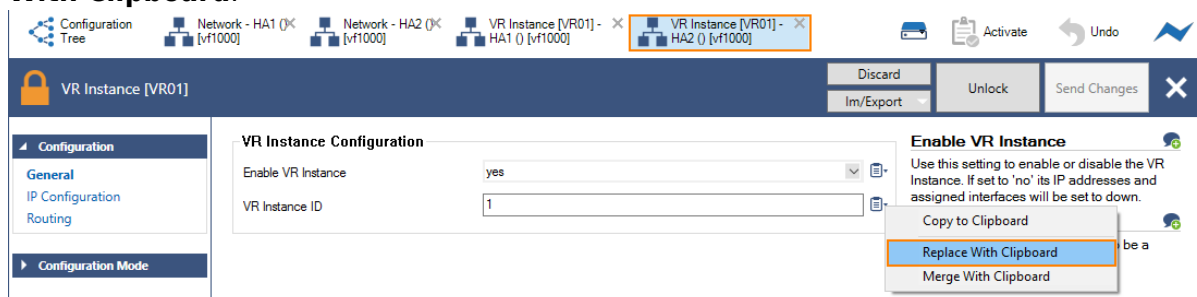 With Clipboard.
Configuration Tree
Network - HA1 () [vf1000]
Network - HA2 () [vf1000]
VR Instance [VR01] - HA1 () [vf1000]
VR Instance [VR01] - HA2 () [vf1000]
Activate
Undo
VR Instance [VR01]
Discard
Im/Export
Unlock
Send Changes
Configuration
General
IP Configuration
Routing
Configuration Mode
VR Instance Configuration
Enable VR Instance
yes
VR Instance ID
1
Enable VR Instance
Use this setting to enable or disable the VR
Instance. If set to 'no' its IP addresses and
assigned interfaces will be set to down.
Copy to Clipboard
Replace With Clipboard
Merge With Clipboard
be a